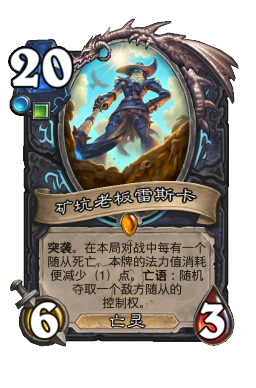 20
矿坑老板雷斯卡
突袭。在本局对战中每有一个
随从死亡，本牌的法力值消耗
便减少（1）点。亡语：随机
夺取一个敌方随从的
控制权。
6
亡灵
3